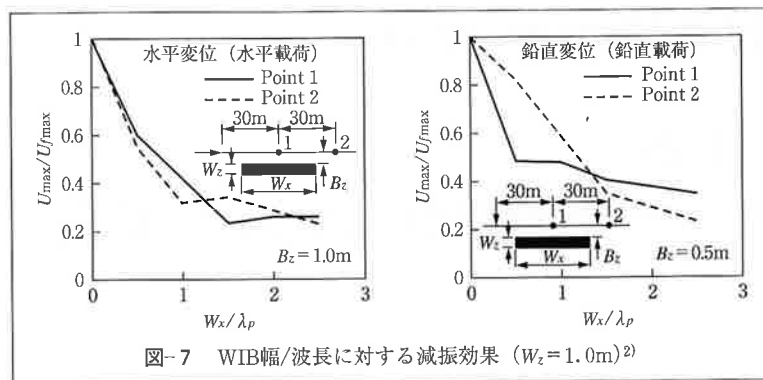 水平変位(水平載荷)
Point 1
Point 2
30m 30m
1 2
Wz
Wx
Bz
Bz=1.0m
Umax/Ufmax
1
0.8
0.6
0.4
0.2
0
0 1 2 3
Wx/λp
鉛直変位(鉛直載荷)
Point 1
Point 2
30m 30m
1 2
Wz
Wx
Bz
Bz=0.5m
Umax/Ufmax
1
0.8
0.6
0.4
0.2
0
0 1 2 3
Wx/λp
図-7 WIB幅/波長に対する減振効果(Wz=1.0m)2)